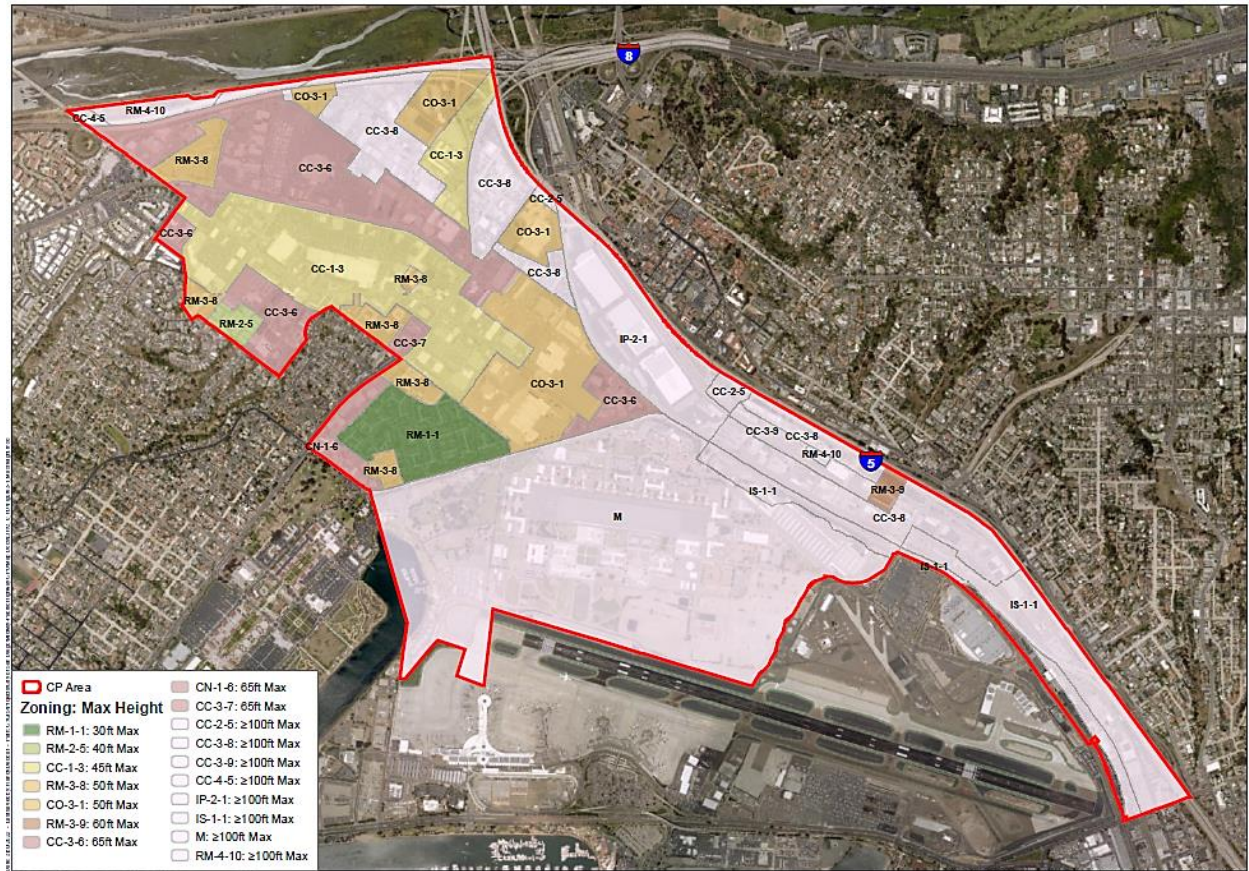 8
CO-3-1
CO-3-1
RM-4-10
CC-4-5
CC-3-8
CC-1-3
RM-3-8
CC-3-6
CC-3-8
CC-2-5
CC-3-6
CO-3-1
CC-1-3
CC-3-8
RM-3-8
RM-3-8
CC-3-6
RM-2-5
RM-3-8
CC-3-7
IP-2-1
RM-3-8
CO-3-1
CC-2-5
CC-3-6
RM-1-1
CC-3-9
CC-3-8
CN-1-6
RM-4-10
5
RM-3-8
IS-1-1
RM-3-9
M
CC-3-8
IS-1-1
IS-1-1
CP Area
Zoning: Max Height
RM-1-1: 30ft Max
RM-2-5: 40ft Max
CC-1-3: 45ft Max
RM-3-8: 50ft Max
CO-3-1: 50ft Max
RM-3-9: 60ft Max
CC-3-6: 65ft Max
CN-1-6: 65ft Max
CC-3-7: 65ft Max
CC-2-5: ≥100ft Max
CC-3-8: ≥100ft Max
CC-3-9: ≥100ft Max
CC-4-5: ≥100ft Max
IP-2-1: ≥100ft Max
IS-1-1: ≥100ft Max
M: ≥100ft Max
RM-4-10: ≥100ft Max